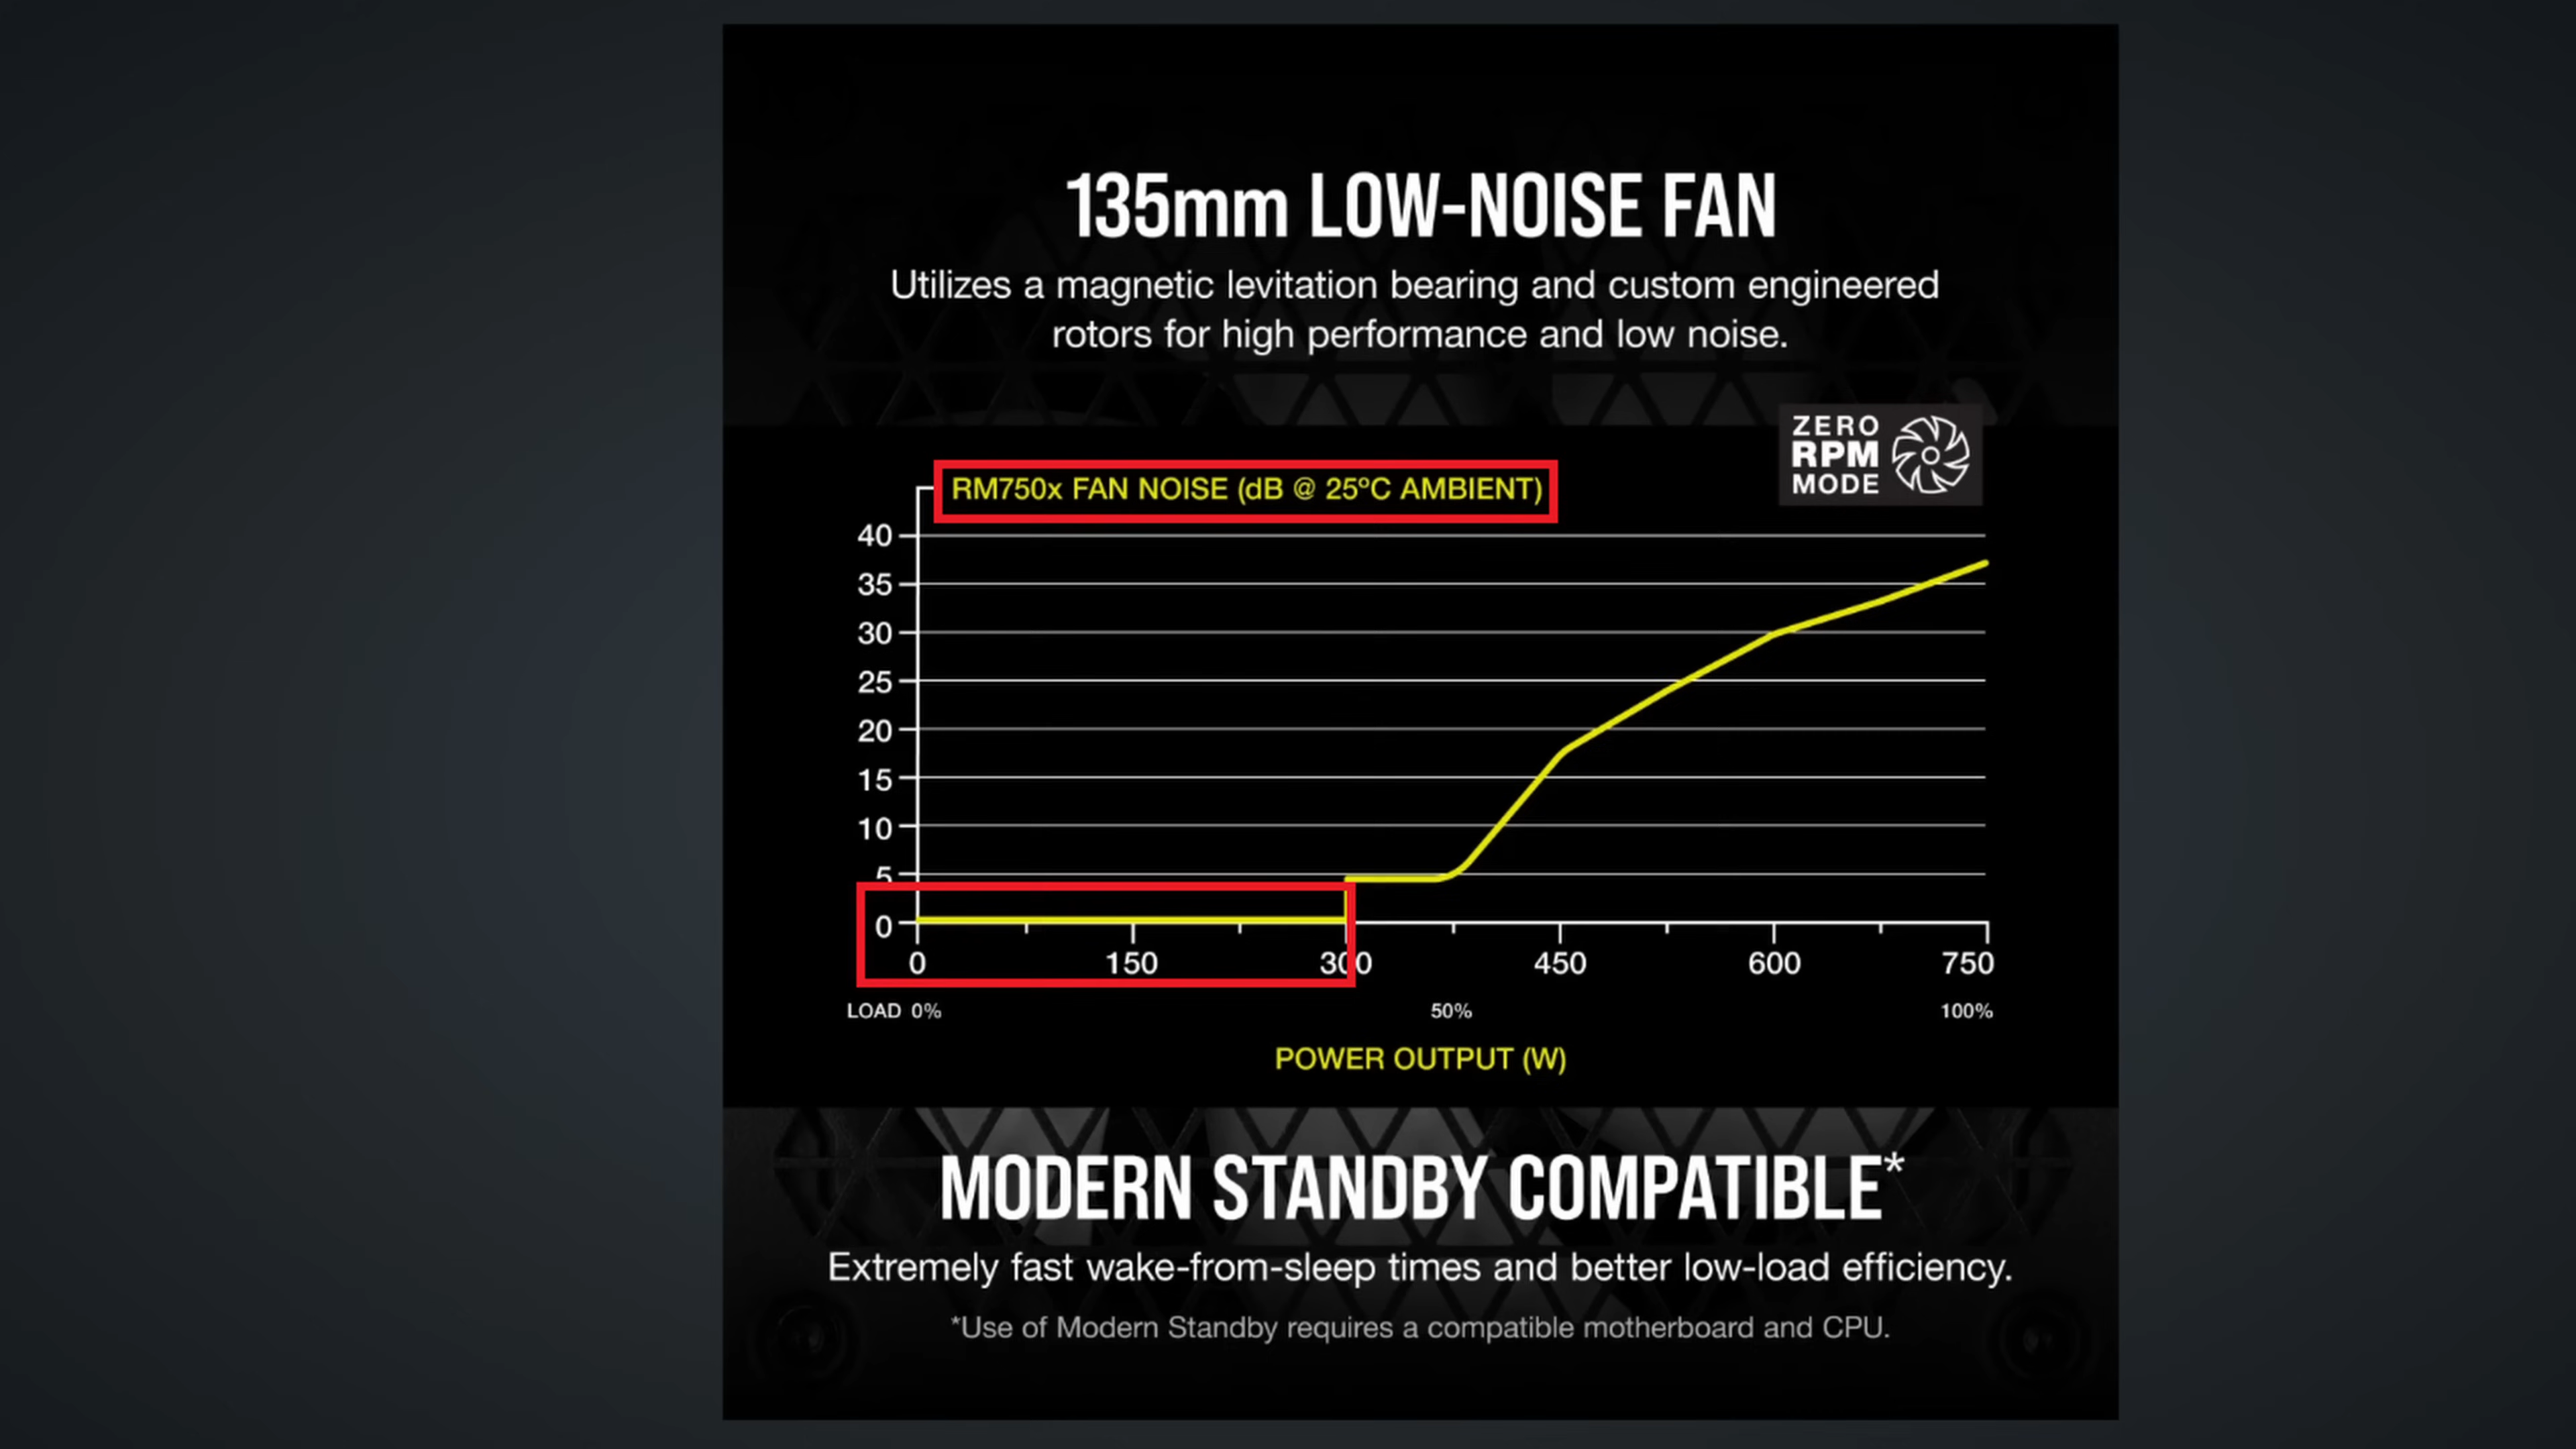 135mm LOW-NOISE FAN
Utilizes a magnetic levitation bearing and custom engineered
rotors for high performance and low noise.
ZERO
RPM
MODE
RM750x FAN NOISE (dB @ 25ºC AMBIENT)
40
35
30
25
20
15
10
5
0
0 150 300 450 600 750
LOAD 0% 50% 100%
POWER OUTPUT (W)
MODERN STANDBY COMPATIBLE*
Extremely fast wake-from-sleep times and better low-load efficiency.
*Use of Modern Standby requires a compatible motherboard and CPU.